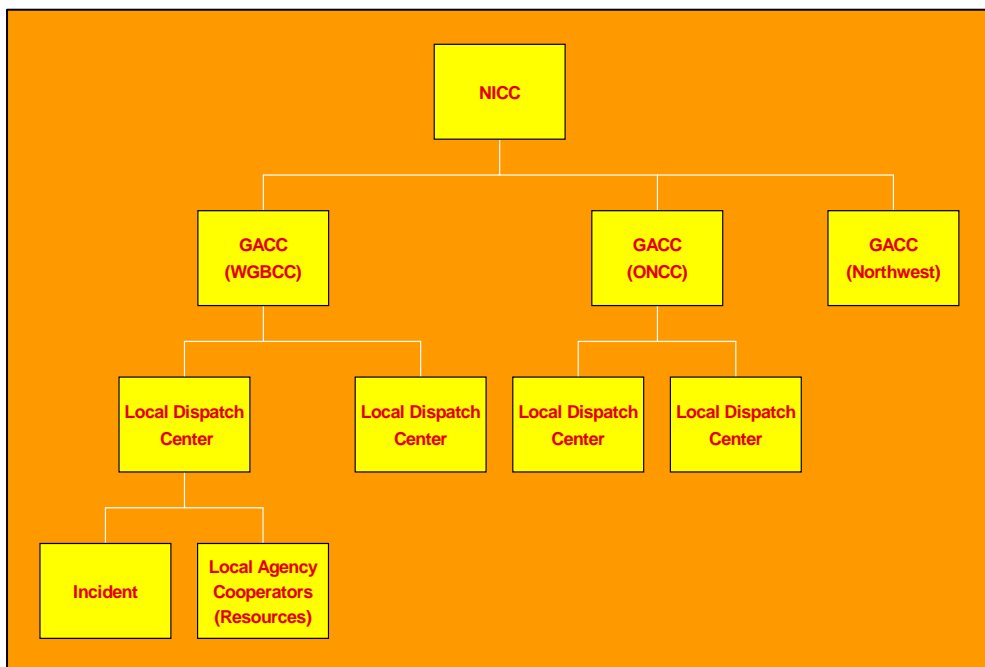 NICC
GACC
(WGBCC)
GACC
(ONCC)
GACC
(Northwest)
Local Dispatch
Center
Local Dispatch
Center
Local Dispatch
Center
Local Dispatch
Center
Incident
Local Agency
Cooperators
(Resources)